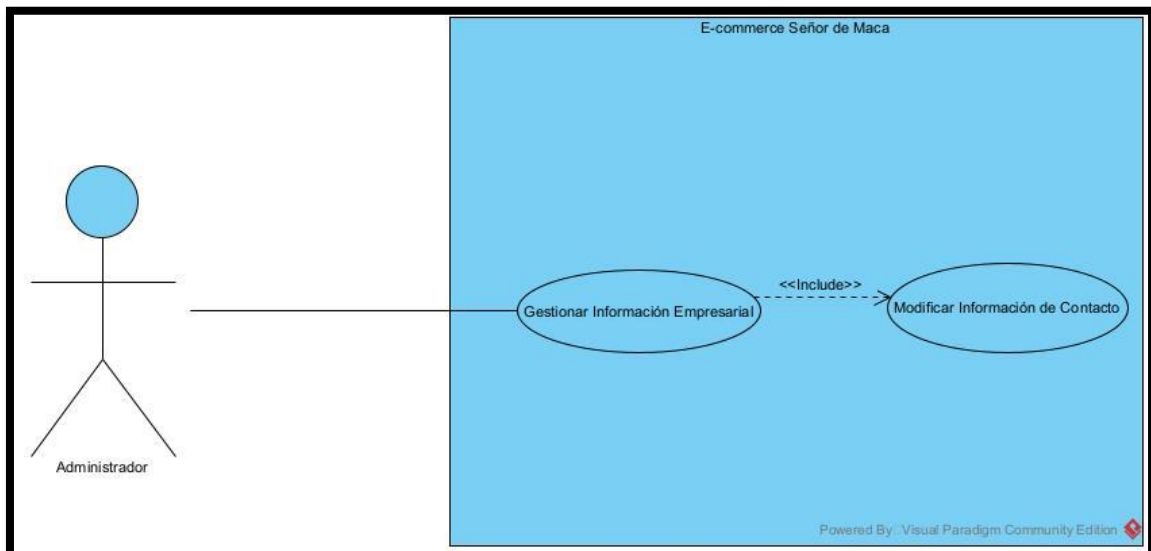 E-commerce Señor de Maca
<<Include>>
Gestionar Información Empresarial
Modificar Información de Contacto
Administrador
Powered By Visual Paradigm Community Edition